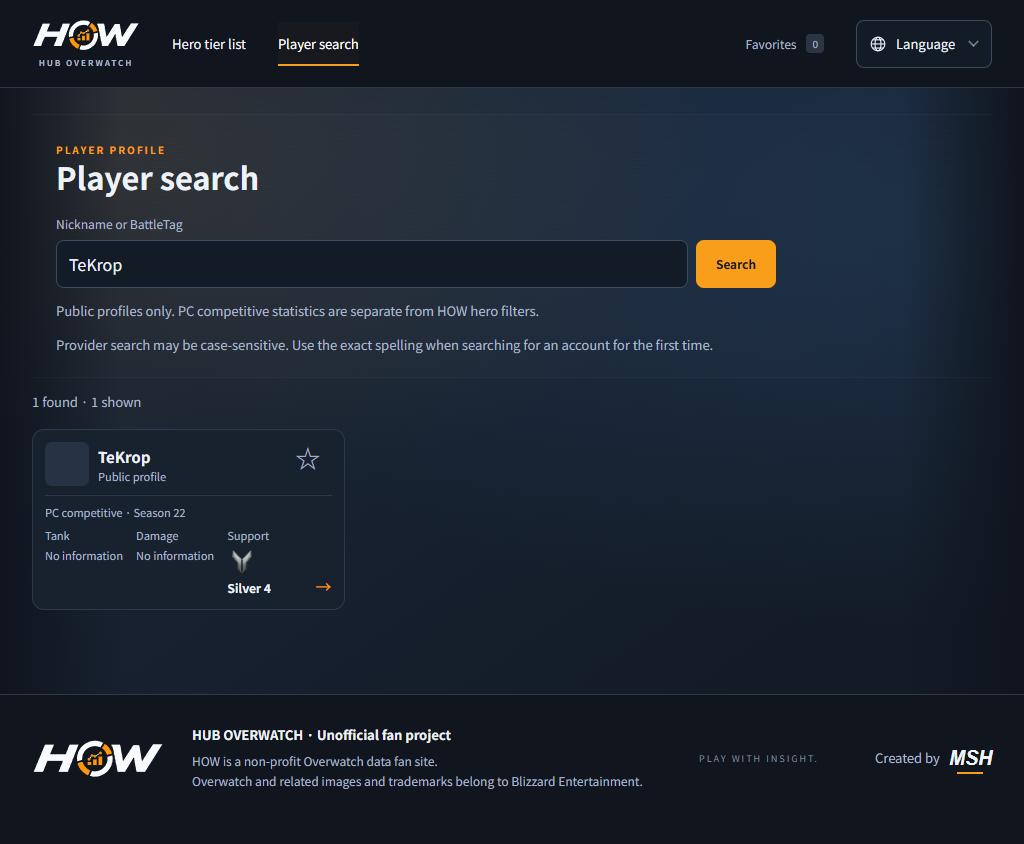 HOW
HUB OVERWATCH
Hero tier list
Player search
Favorites 0
Language
PLAYER PROFILE
Player search
Nickname or BattleTag
TeKrop
Search
Public profiles only. PC competitive statistics are separate from HOW hero filters.
Provider search may be case-sensitive. Use the exact spelling when searching for an account for the first time.
1 found · 1 shown
TeKrop
Public profile
PC competitive · Season 22
Tank
Damage
Support
No information
No information
Silver 4
HOW
HUB OVERWATCH · Unofficial fan project
HOW is a non-profit Overwatch data fan site.
Overwatch and related images and trademarks belong to Blizzard Entertainment.
PLAY WITH INSIGHT.
Created by MSH